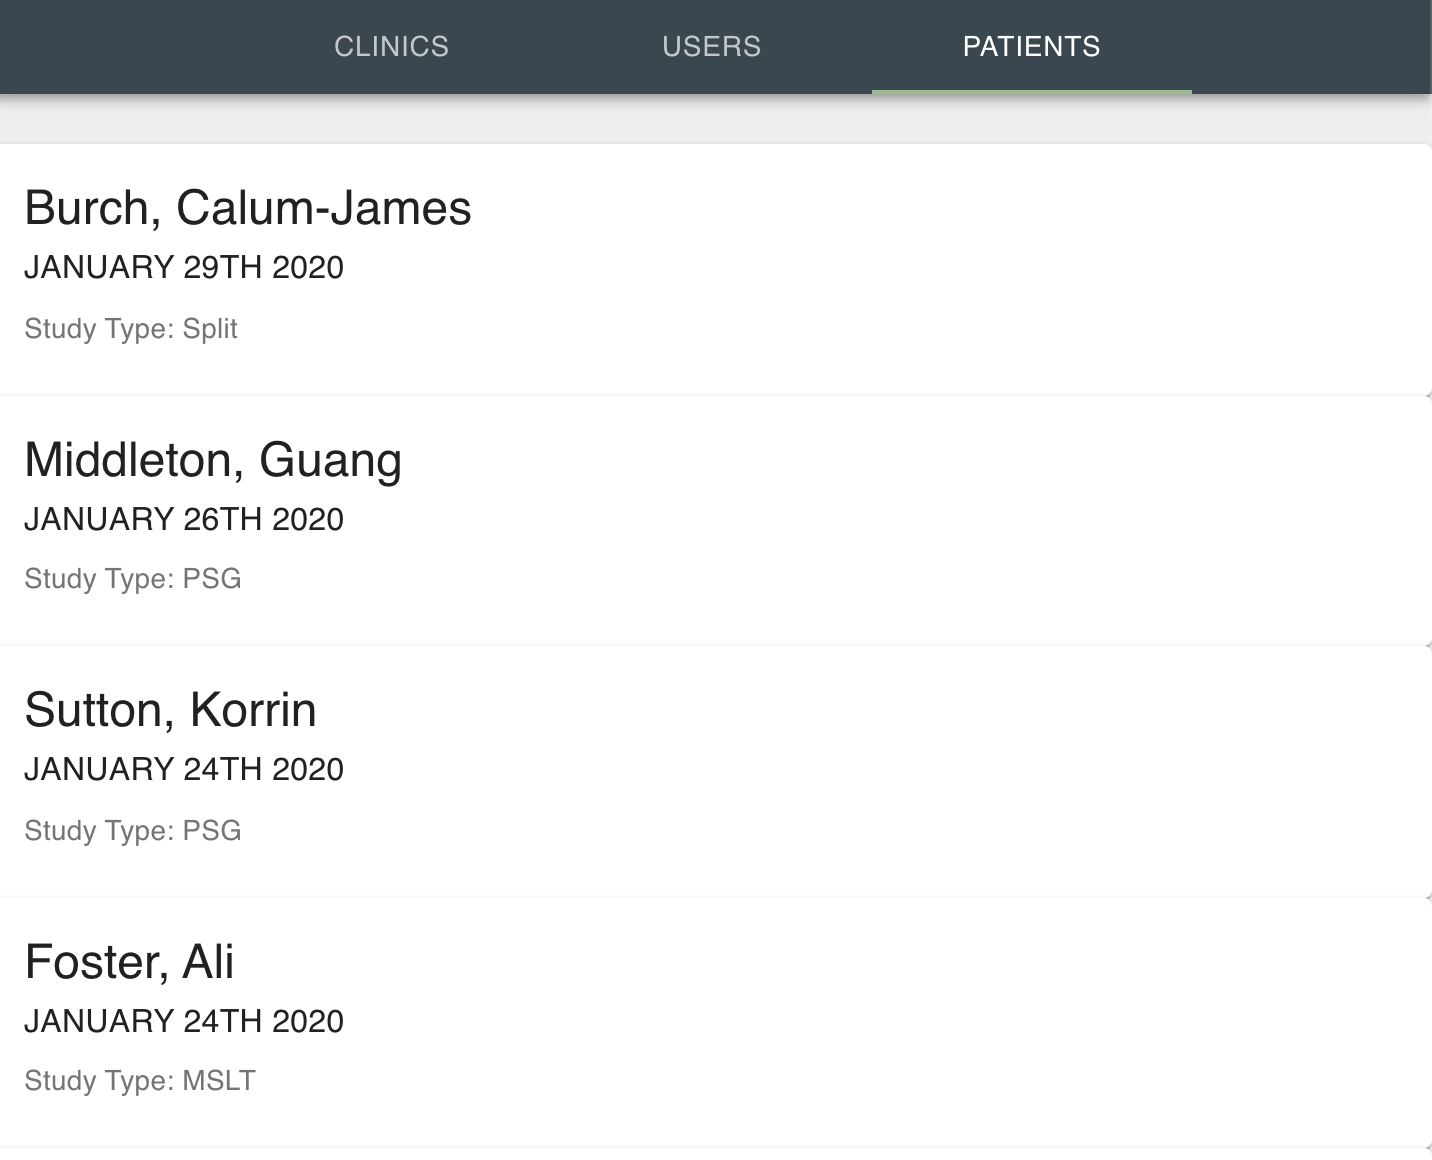 CLINICS USERS PATIENTS
Burch, Calum-James
JANUARY 29TH 2020
Study Type: Split
Middleton, Guang
JANUARY 26TH 2020
Study Type: PSG
Sutton, Korrin
JANUARY 24TH 2020
Study Type: PSG
Foster, Ali
JANUARY 24TH 2020
Study Type: MSLT